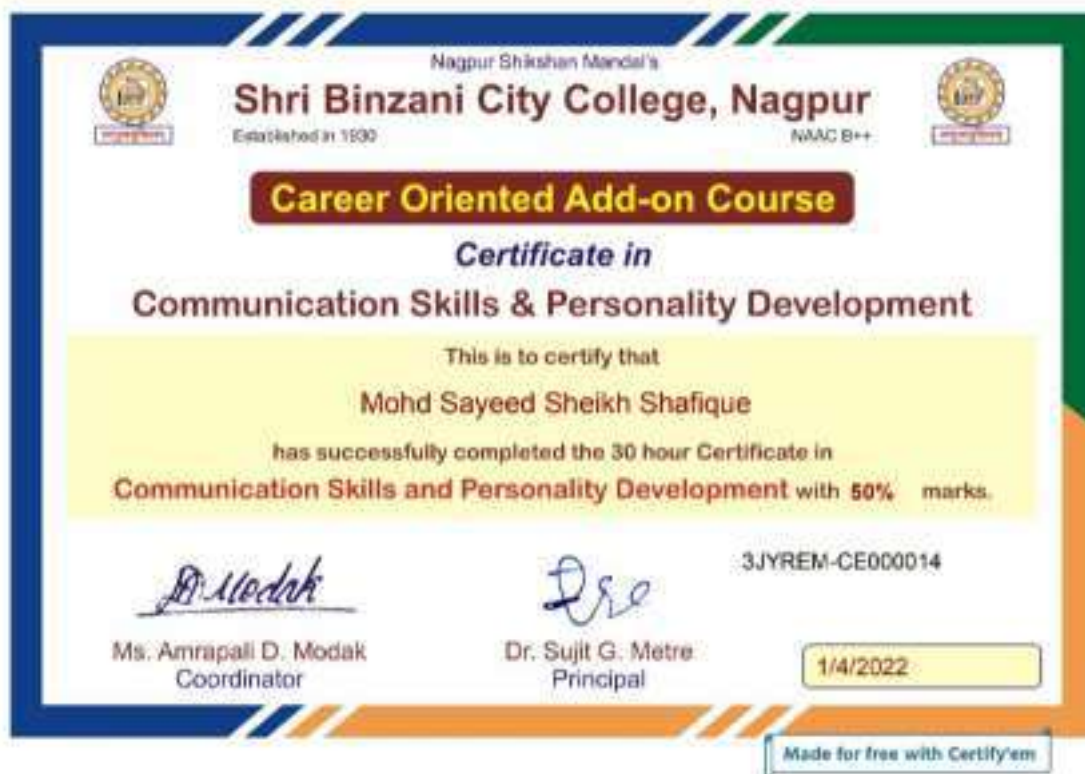 Nagpur Shikshan Mandal's
Shri Binzani City College, Nagpur
Established in 1930
NAAC B++
Career Oriented Add-on Course
Certificate in
Communication Skills & Personality Development
This is to certify that
Mohd Sayeed Sheikh Shafique
has successfully completed the 30 hour Certificate in
Communication Skills and Personality Development with 50% marks.
3JYREM-CE000014
Modak
Ms. Amrapali D. Modak
Coordinator
Dr. Sujit G. Metre
Principal
1/4/2022
Made for free with Certify'em